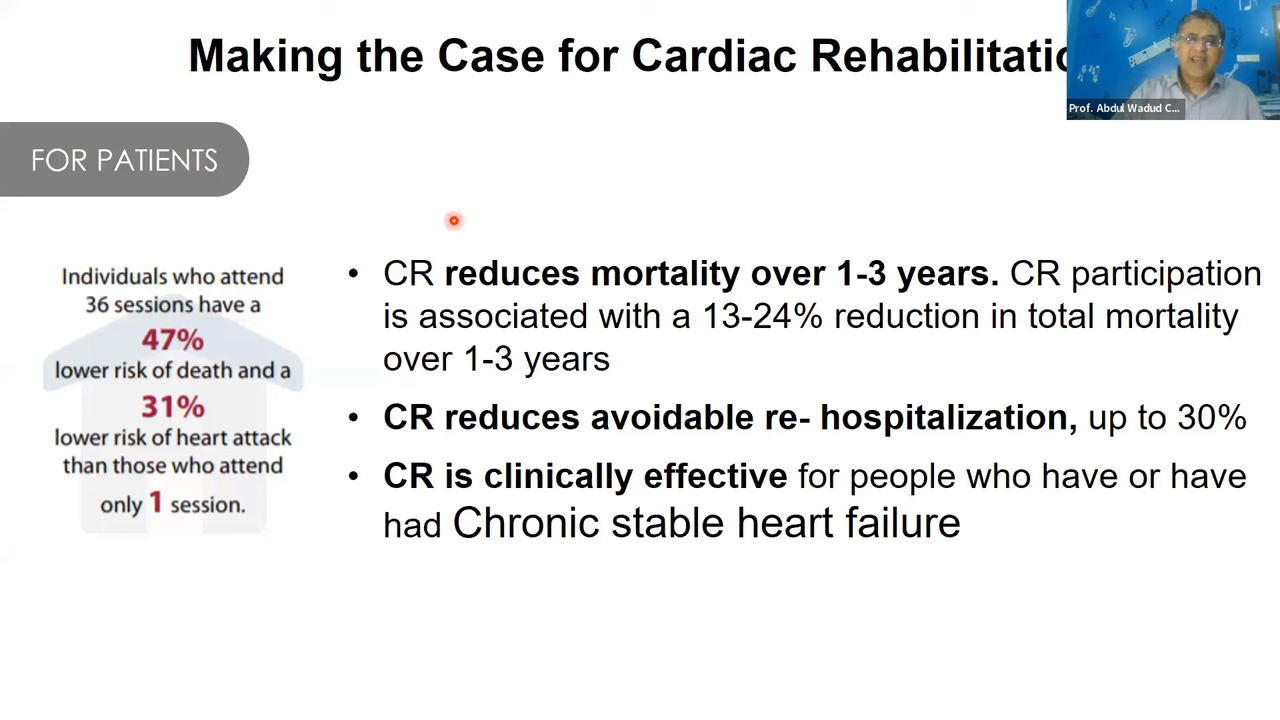 Making the Case for Cardiac Rehabilitatio
Prof. Abdul Wadud C...
FOR PATIENTS
Individuals who attend
36 sessions have a
47%
lower risk of death and a
31%
lower risk of heart attack
than those who attend
only 1 session.
• CR reduces mortality over 1-3 years. CR participation
is associated with a 13-24% reduction in total mortality
over 1-3 years
• CR reduces avoidable re- hospitalization, up to 30%
• CR is clinically effective for people who have or have
had Chronic stable heart failure